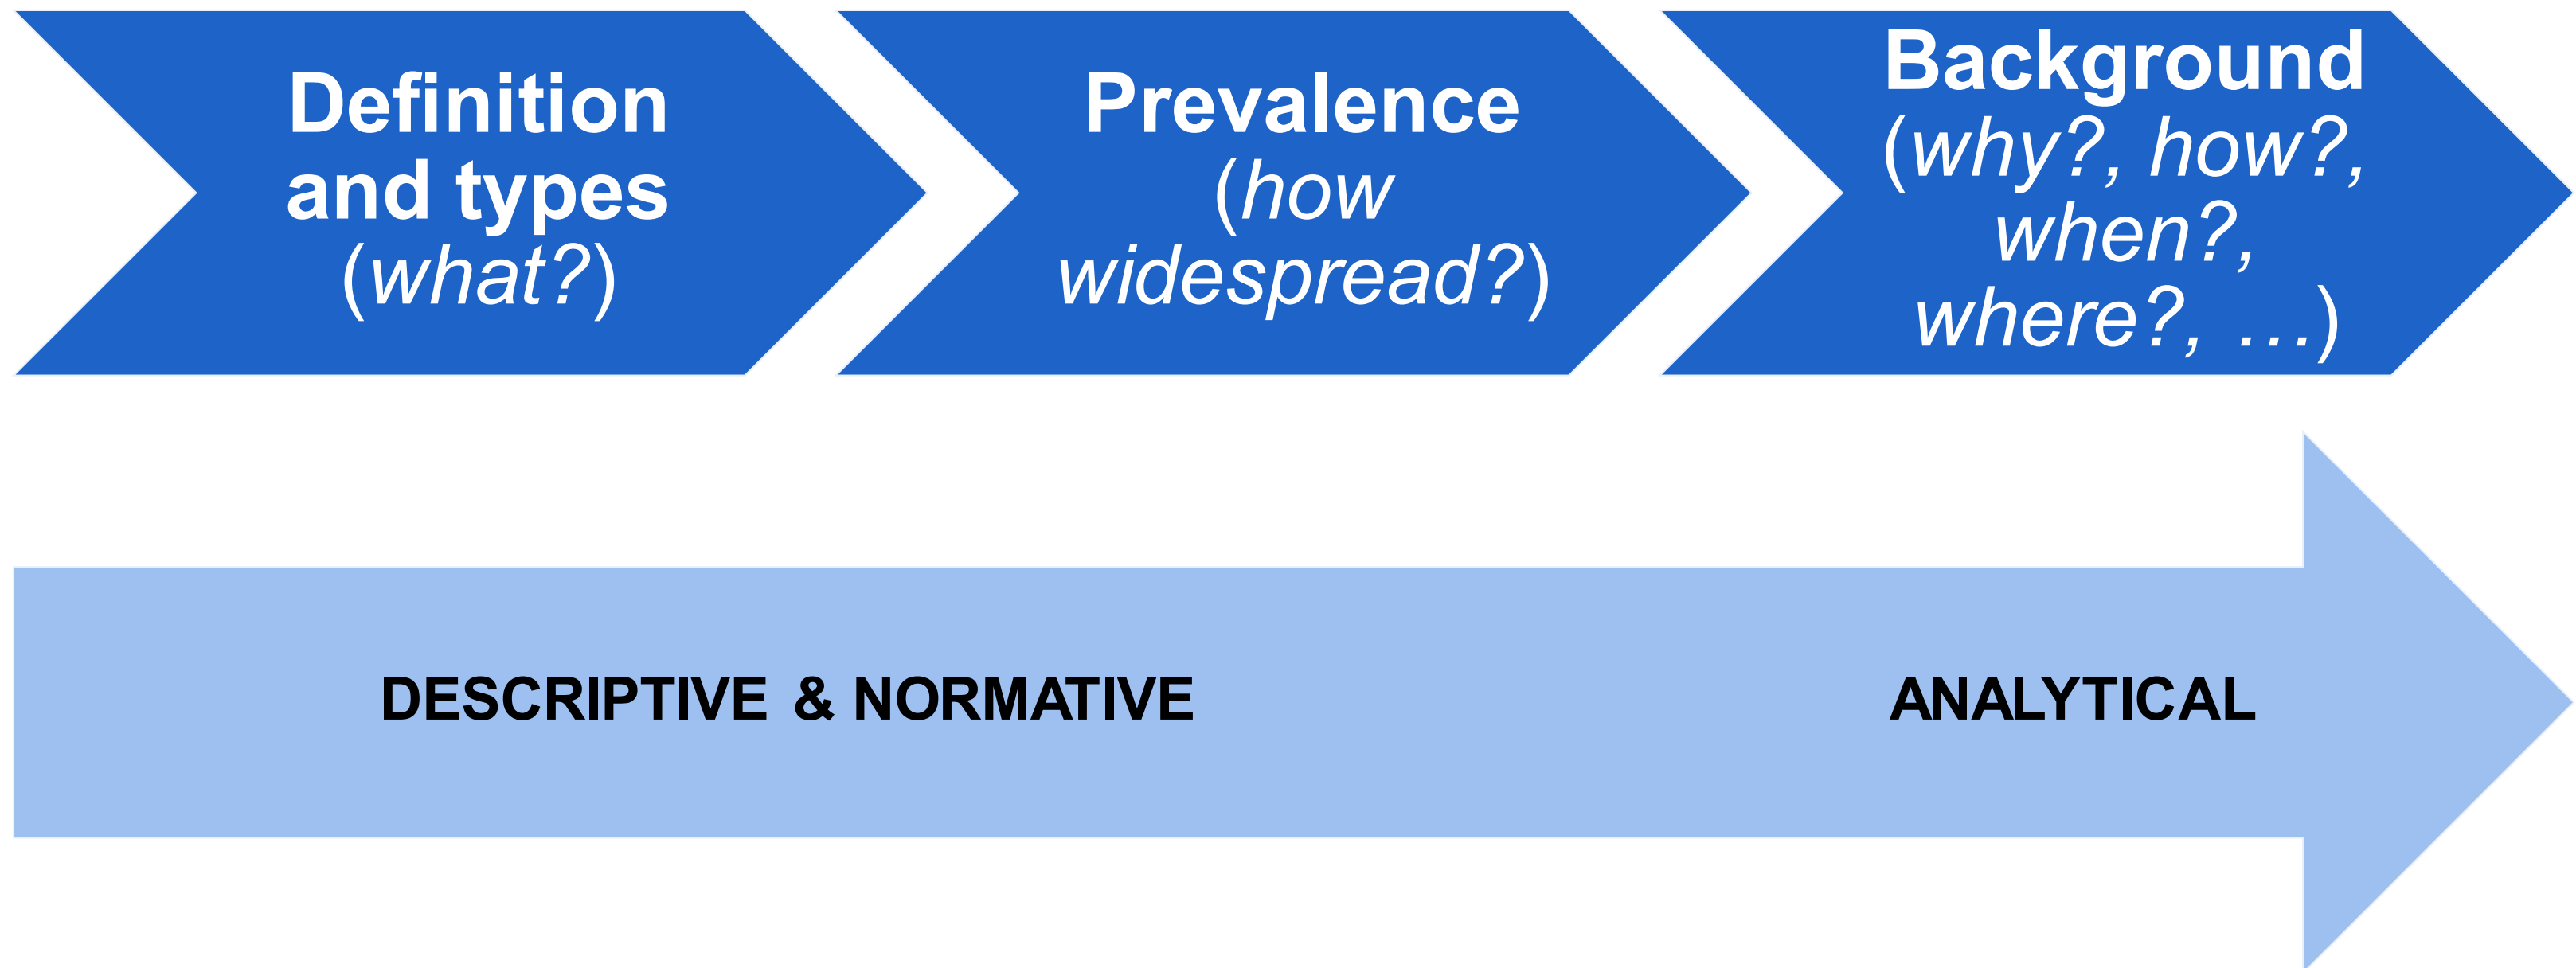 Definition
and types
(what?)
Prevalence
(how
widespread?)
Background
(why?, how?,
when?,
where?, …)
DESCRIPTIVE & NORMATIVE
ANALYTICAL